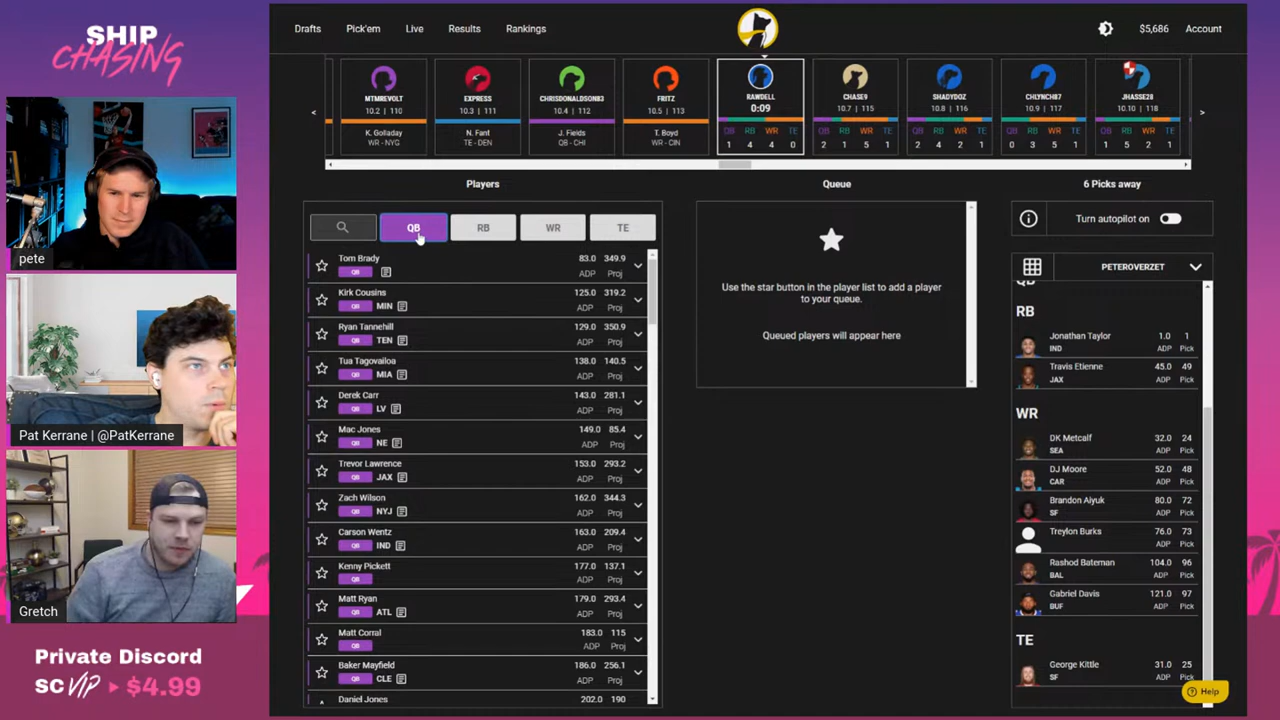 SHIP
CHASING
pete
Pat Kerrane | @PatKerrane
Gretch
Private Discord
SC VIP ▸ $4.99
Drafts Pick'em Live Results Rankings
$5,686 Account
<
MTMREVOLT
10.2 | 110
K. Golladay
WR - NYG
EXPRESS
10.3 | 111
N. Fant
TE - DEN
CHRISDONALDSON83
10.4 | 112
J. Fields
QB - CHI
FRITZ
10.5 | 113
T. Boyd
WR - CIN
RAWDELL
0:09
QB RB WR TE
1 4 4 0
CHASE9
10.7 | 115
QB RB WR TE
2 1 5 1
SHADYDOZ
10.8 | 116
QB RB WR TE
2 4 2 1
CHLYNCH87
10.9 | 117
QB RB WR TE
0 3 5 1
JHASSE28
10.10 | 118
QB RB WR TE
1 5 2 1
>
Players
Queue
6 Picks away
QB RB WR TE
Tom Brady 83.0 349.9
QB ADP Proj
Kirk Cousins 125.0 319.2
QB MIN ADP Proj
Ryan Tannehill 129.0 350.9
QB TEN ADP Proj
Tua Tagovailoa 138.0 140.5
QB MIA ADP Proj
Derek Carr 143.0 281.1
QB LV ADP Proj
Mac Jones 149.0 85.4
QB NE ADP Proj
Trevor Lawrence 153.0 293.2
QB JAX ADP Proj
Zach Wilson 162.0 344.3
QB NYJ ADP Proj
Carson Wentz 163.0 209.4
QB IND ADP Proj
Kenny Pickett 177.0 137.1
QB ADP Proj
Matt Ryan 179.0 293.4
QB ATL ADP Proj
Matt Corral 183.0 115
QB ADP Proj
Baker Mayfield 186.0 256.1
QB CLE ADP Proj
Daniel Jones 202.0 190
Use the star button in the player list to add a player
to your queue.
Queued players will appear here
Turn autopilot on
PETEROVERZET
QB
RB
Jonathan Taylor 1.0 1
IND ADP Pick
Travis Etienne 45.0 49
JAX ADP Pick
WR
DK Metcalf 32.0 24
SEA ADP Pick
DJ Moore 52.0 48
CAR ADP Pick
Brandon Aiyuk 80.0 72
SF ADP Pick
Treylon Burks 76.0 73
ADP Pick
Rashod Bateman 104.0 96
BAL ADP Pick
Gabriel Davis 121.0 97
BUF ADP Pick
TE
George Kittle 31.0 25
SF ADP Pick
Help